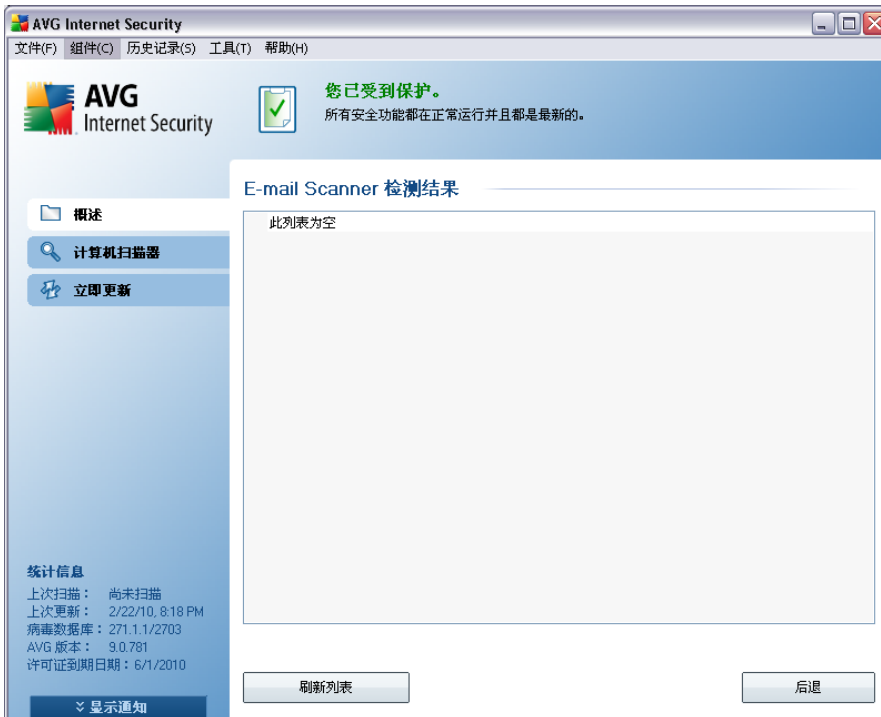 AVG Internet Security
文件(F) 组件(C) 历史记录(S) 工具(T) 帮助(H)
AVG
Internet Security
您已受到保护。
所有安全功能都在正常运行并且都是最新的。
概述
计算机扫描器
立即更新
E-mail Scanner 检测结果
此列表为空
统计信息
上次扫描： 尚未扫描
上次更新： 2/22/10, 8:18 PM
病毒数据库：271.1.1/2703
AVG 版本： 9.0.781
许可证到期日期：6/1/2010
显示通知
刷新列表
后退